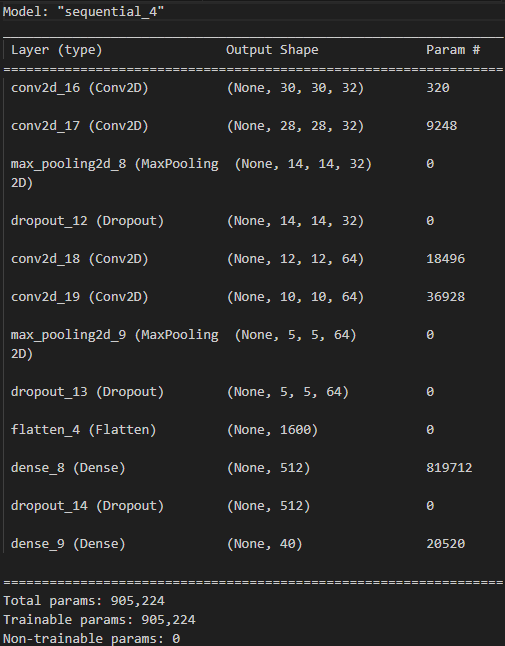 Model: "sequential_4"
Layer (type) Output Shape Param #
conv2d_16 (Conv2D) (None, 30, 30, 32) 320
conv2d_17 (Conv2D) (None, 28, 28, 32) 9248
max_pooling2d_8 (MaxPooling (None, 14, 14, 32) 0
2D)
dropout_12 (Dropout) (None, 14, 14, 32) 0
conv2d_18 (Conv2D) (None, 12, 12, 64) 18496
conv2d_19 (Conv2D) (None, 10, 10, 64) 36928
max_pooling2d_9 (MaxPooling (None, 5, 5, 64) 0
2D)
dropout_13 (Dropout) (None, 5, 5, 64) 0
flatten_4 (Flatten) (None, 1600) 0
dense_8 (Dense) (None, 512) 819712
dropout_14 (Dropout) (None, 512) 0
dense_9 (Dense) (None, 40) 20520
Total params: 905,224
Trainable params: 905,224
Non-trainable params: 0